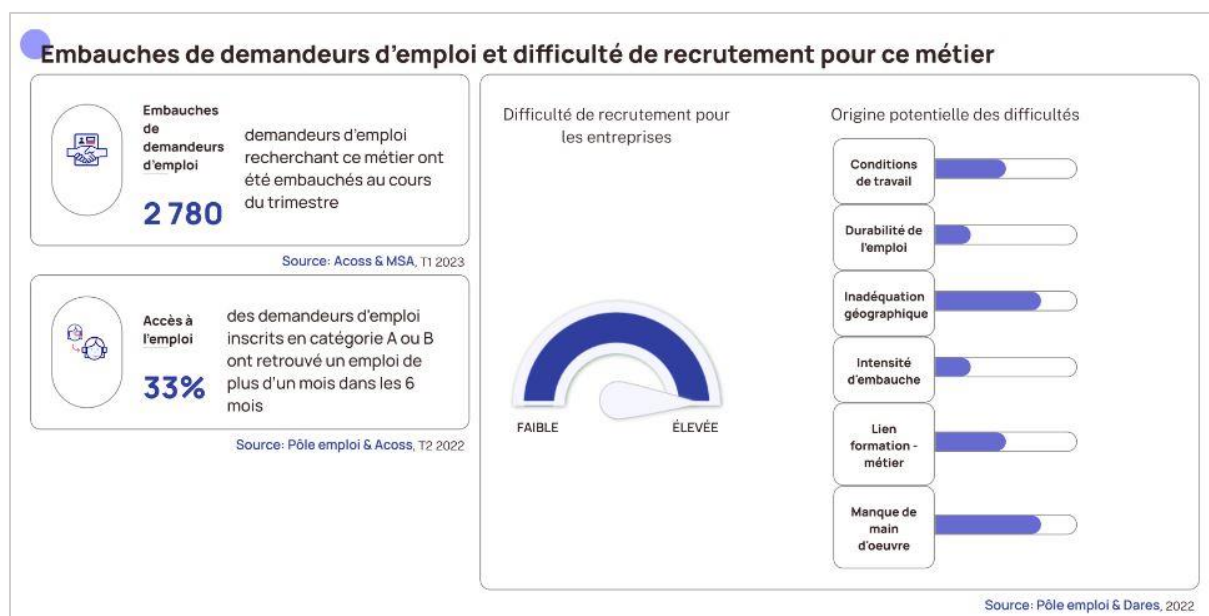 Embauches de demandeurs d'emploi et difficulté de recrutement pour ce métier
Embauches
de
demandeurs
d'emploi
2 780
demandeurs d'emploi
recherchant ce métier ont
été embauchés au cours
du trimestre
Source: Acoss & MSA, T1 2023
Accès à
l'emploi
33%
des demandeurs d'emploi
inscrits en catégorie A ou B
ont retrouvé un emploi de
plus d'un mois dans les 6
mois
Source: Pôle emploi & Acoss, T2 2022
Difficulté de recrutement pour
les entreprises
FAIBLE
ÉLEVÉE
Origine potentielle des difficultés
Conditions
de travail
Durabilité de
l'emploi
Inadéquation
géographique
Intensité
d'embauche
Lien
formation -
métier
Manque de
main
d'oeuvre
Source: Pôle emploi & Dares, 2022